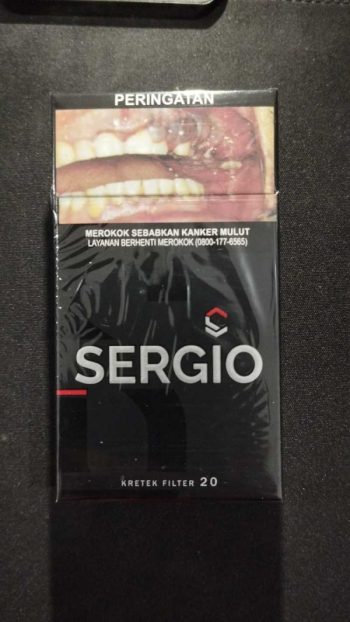 PERINGATAN
MEROKOK SEBABKAN KANKER MULUT
LAYANAN BERHENTI MEROKOK (0800-177-6565)
SERGIO
KRETEK FILTER 20